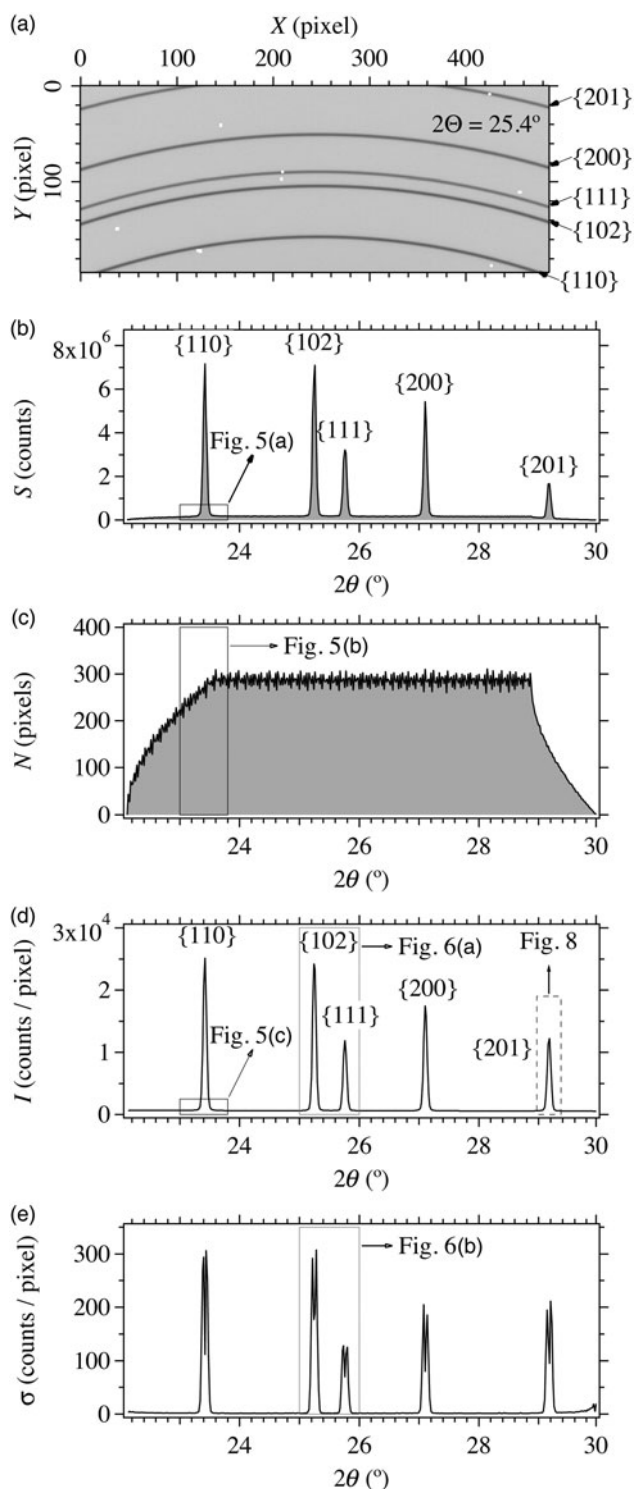 (a)
X (pixel)
0 100 200 300 400
0
100
Y (pixel)
2Θ = 25.4°
{201}
{200}
{111}
{102}
{110}
(b)
8x10⁶
6
4
2
0
S (counts)
{110}
{102}
{111}
{200}
{201}
Fig. 5(a)
24 26 28 30
2θ (°)
(c)
400
300
200
100
0
N (pixels)
Fig. 5(b)
24 26 28 30
2θ (°)
(d)
3x10⁴
2
1
0
I (counts / pixel)
{110}
{102}
Fig. 6(a)
Fig. 8
{111}
{200}
{201}
Fig. 5(c)
24 26 28 30
2θ (°)
(e)
300
200
100
0
σ (counts / pixel)
Fig. 6(b)
24 26 28 30
2θ (°)